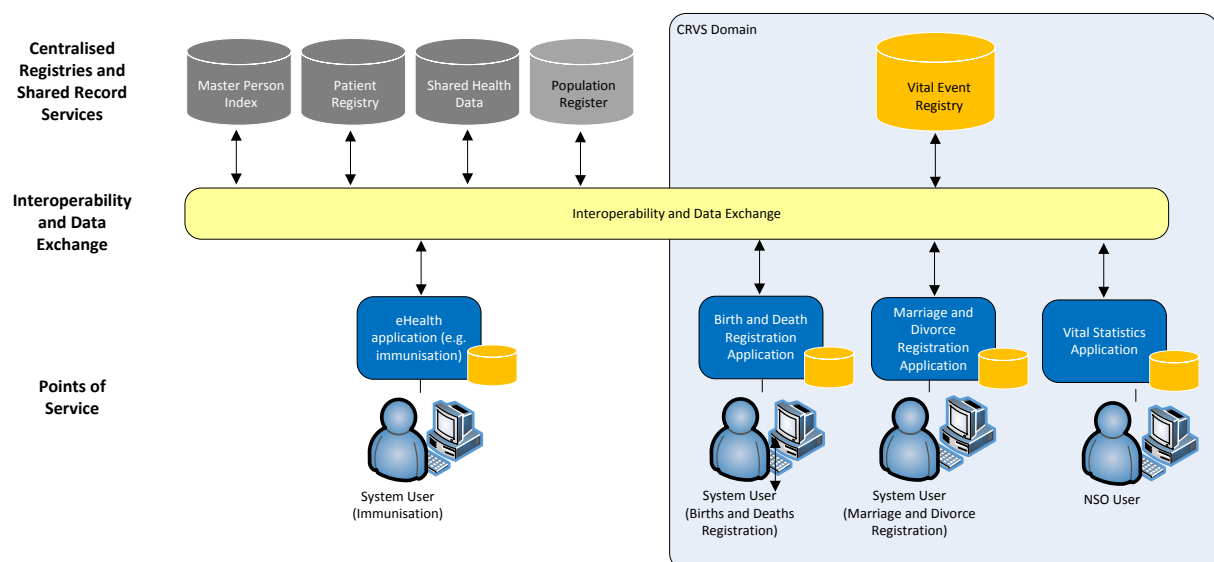 CRVS Domain
Centralised
Registries and
Shared Record
Services
Master Person
Index
Patient
Registry
Shared Health
Data
Population
Register
Vital Event
Registry
Interoperability
and Data
Exchange
Interoperability and Data Exchange
Points of
Service
eHealth
application (e.g.
immunisation)
Birth and Death
Registration
Application
Marriage and
Divorce
Registration
Application
Vital Statistics
Application
System User
(Immunisation)
System User
(Births and Deaths
Registration)
System User
(Marriage and Divorce
Registration)
NSO User